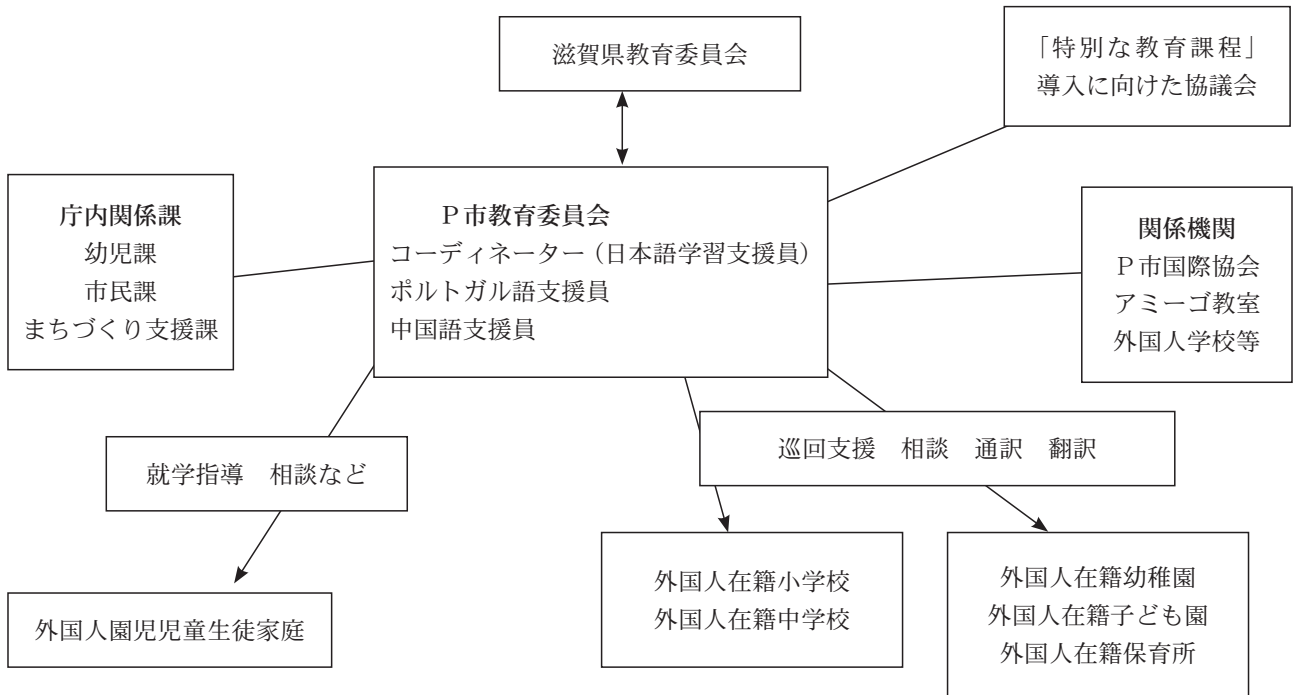 滋賀県教育委員会
「特別な教育課程」
導入に向けた協議会
庁内関係課
幼児課
市民課
まちづくり支援課
P市教育委員会
コーディネーター（日本語学習支援員）
ポルトガル語支援員
中国語支援員
関係機関
P市国際協会
アミーゴ教室
外国人学校等
就学指導　相談など
巡回支援　相談　通訳　翻訳
外国人園児児童生徒家庭
外国人在籍小学校
外国人在籍中学校
外国人在籍幼稚園
外国人在籍子ども園
外国人在籍保育所